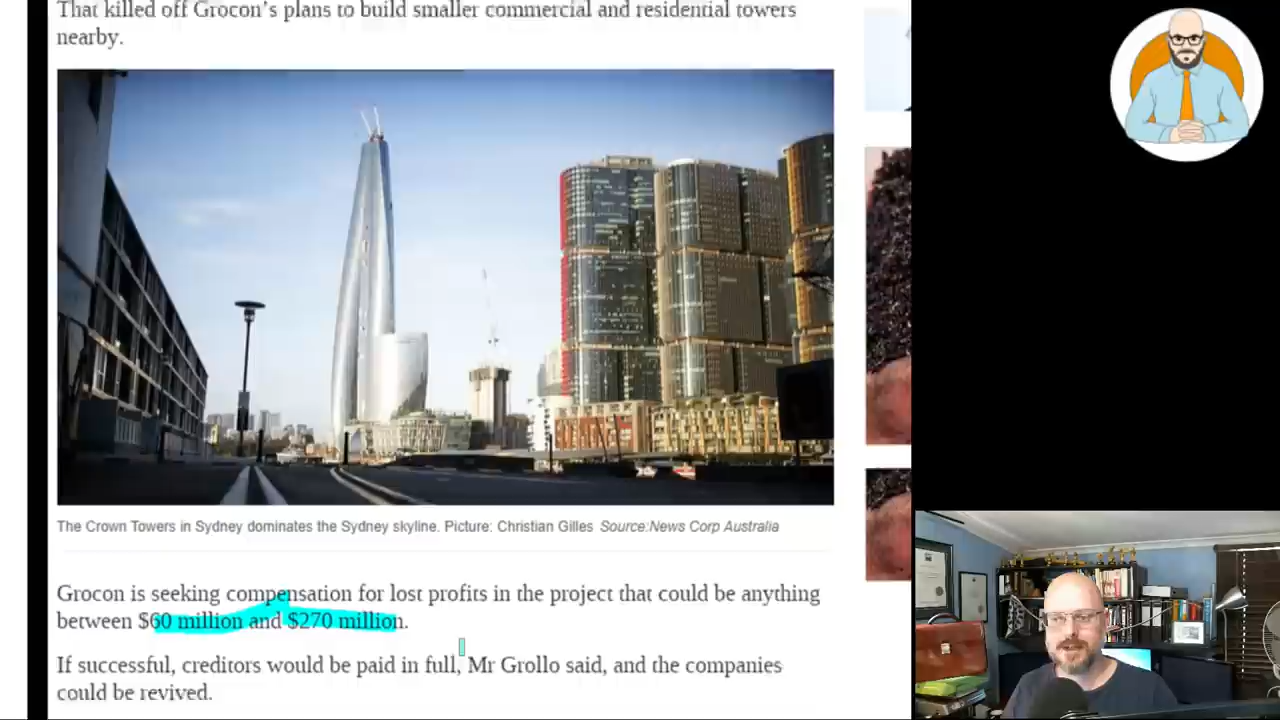 That killed off Grocon’s plans to build smaller commercial and residential towers
nearby.
The Crown Towers in Sydney dominates the Sydney skyline. Picture: Christian Gilles Source:News Corp Australia
Grocon is seeking compensation for lost profits in the project that could be anything
between $60 million and $270 million.
If successful, creditors would be paid in full, Mr Grollo said, and the companies
could be revived.